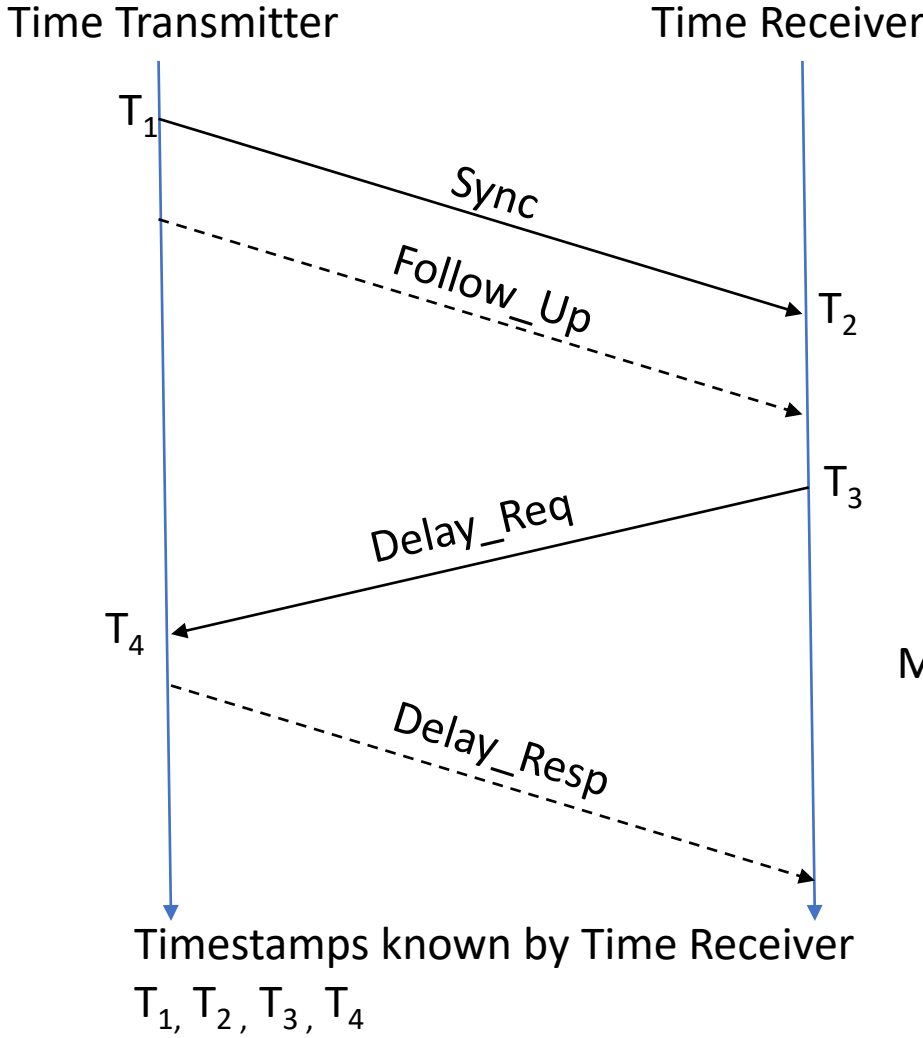 Time Transmitter
Time Receiver
T₁
Sync
Follow_Up
T₂
T₃
Delay_Req
T₄
M
Delay_Resp
Timestamps known by Time Receiver
T₁, T₂, T₃, T₄